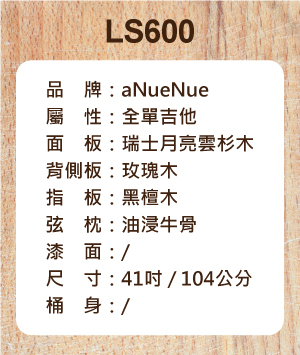 LS600
品　牌：aNueNue
屬　性：全單吉他
面　板：瑞士月亮雲杉木
背側板：玫瑰木
指　板：黑檀木
弦　枕：油浸牛骨
漆　面：/
尺　寸：41吋 / 104公分
桶　身：/